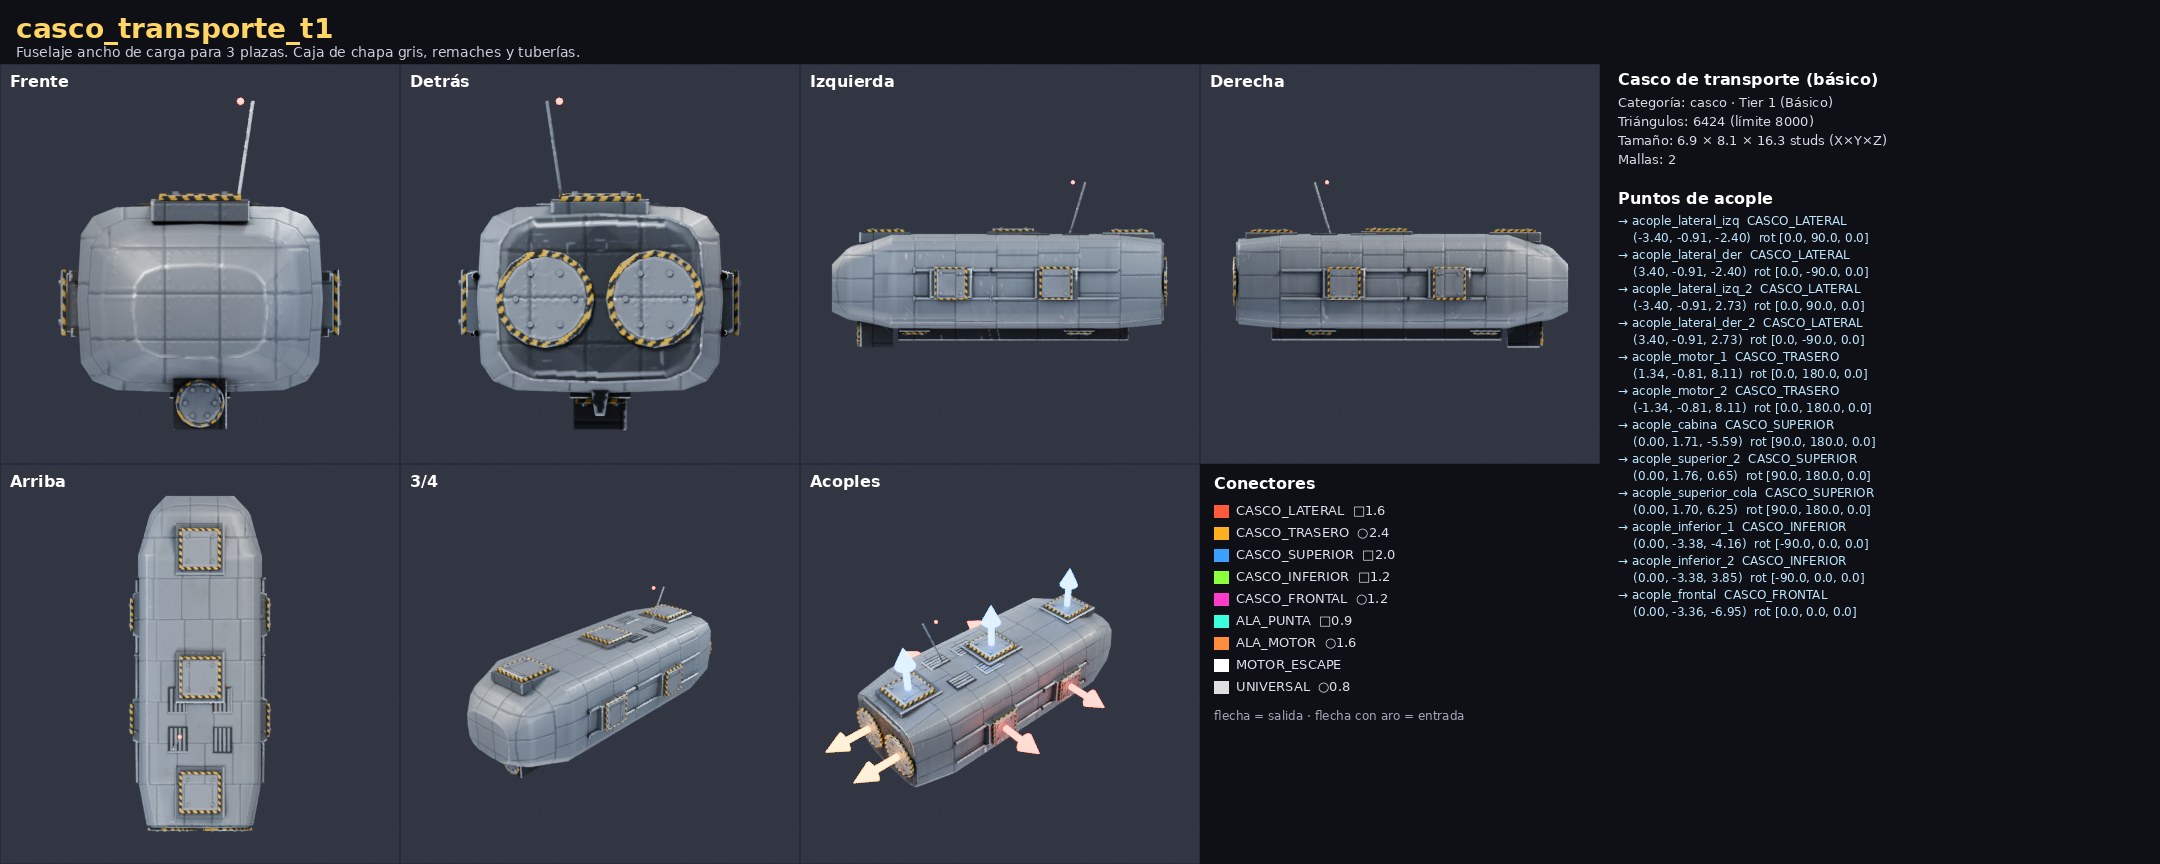 casco_transporte_t1
Fuselaje ancho de carga para 3 plazas. Caja de chapa gris, remaches y tuberías.
Frente
Detrás
Izquierda
Derecha
Arriba
3/4
Acoples
Conectores
CASCO_LATERAL □1.6
CASCO_TRASERO ○2.4
CASCO_SUPERIOR □2.0
CASCO_INFERIOR □1.2
CASCO_FRONTAL ○1.2
ALA_PUNTA □0.9
ALA_MOTOR ○1.6
MOTOR_ESCAPE
UNIVERSAL ○0.8
flecha = salida · flecha con aro = entrada
Casco de transporte (básico)
Categoría: casco · Tier 1 (Básico)
Triángulos: 6424 (límite 8000)
Tamaño: 6.9 × 8.1 × 16.3 studs (X×Y×Z)
Mallas: 2
Puntos de acople
→ acople_lateral_izq CASCO_LATERAL
(-3.40, -0.91, -2.40) rot [0.0, 90.0, 0.0]
→ acople_lateral_der CASCO_LATERAL
(3.40, -0.91, -2.40) rot [0.0, -90.0, 0.0]
→ acople_lateral_izq_2 CASCO_LATERAL
(-3.40, -0.91, 2.73) rot [0.0, 90.0, 0.0]
→ acople_lateral_der_2 CASCO_LATERAL
(3.40, -0.91, 2.73) rot [0.0, -90.0, 0.0]
→ acople_motor_1 CASCO_TRASERO
(1.34, -0.81, 8.11) rot [0.0, 180.0, 0.0]
→ acople_motor_2 CASCO_TRASERO
(-1.34, -0.81, 8.11) rot [0.0, 180.0, 0.0]
→ acople_cabina CASCO_SUPERIOR
(0.00, 1.71, -5.59) rot [90.0, 180.0, 0.0]
→ acople_superior_2 CASCO_SUPERIOR
(0.00, 1.76, 0.65) rot [90.0, 180.0, 0.0]
→ acople_superior_cola CASCO_SUPERIOR
(0.00, 1.70, 6.25) rot [90.0, 180.0, 0.0]
→ acople_inferior_1 CASCO_INFERIOR
(0.00, -3.38, -4.16) rot [-90.0, 0.0, 0.0]
→ acople_inferior_2 CASCO_INFERIOR
(0.00, -3.38, 3.85) rot [-90.0, 0.0, 0.0]
→ acople_frontal CASCO_FRONTAL
(0.00, -3.36, -6.95) rot [0.0, 0.0, 0.0]